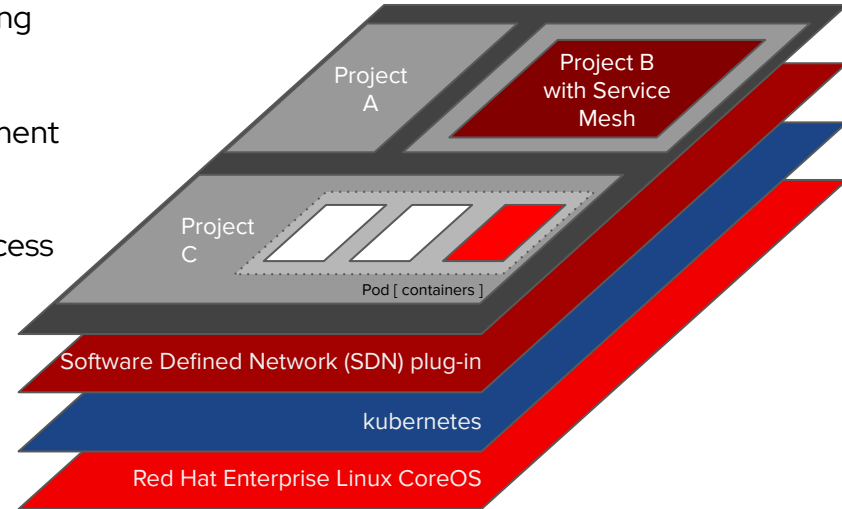 ng
Project
A
Project B
with Service
Mesh
nent
Project
C
cess
Pod [ containers ]
Software Defined Network (SDN) plug-in
kubernetes
Red Hat Enterprise Linux CoreOS